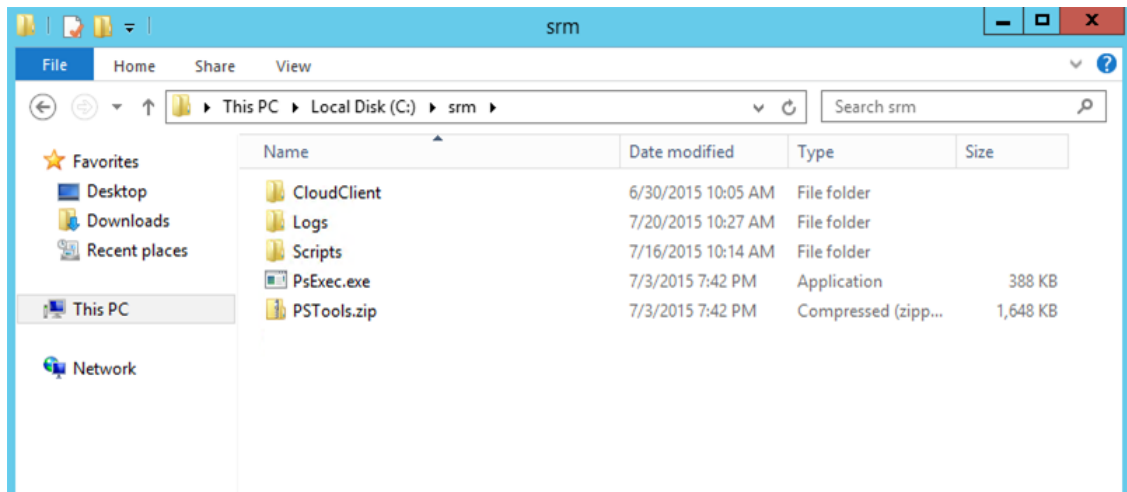 srm
File Home Share View
This PC Local Disk (C:) srm Search srm
Name Date modified Type Size
Favorites
Desktop
Downloads
Recent places
This PC
Network
CloudClient 6/30/2015 10:05 AM File folder
Logs 7/20/2015 10:27 AM File folder
Scripts 7/16/2015 10:14 AM File folder
PsExec.exe 7/3/2015 7:42 PM Application 388 KB
PSTools.zip 7/3/2015 7:42 PM Compressed (zipp... 1,648 KB